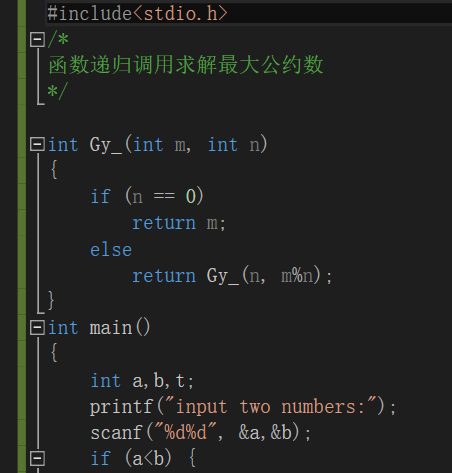 #include<stdio.h>
/*
函数递归调用求解最大公约数
*/
int Gy_(int m, int n)
{
if (n == 0)
return m;
else
return Gy_(n, m%n);
}
int main()
{
int a,b,t;
printf("input two numbers:");
scanf("%d%d", &a,&b);
if (a<b) {